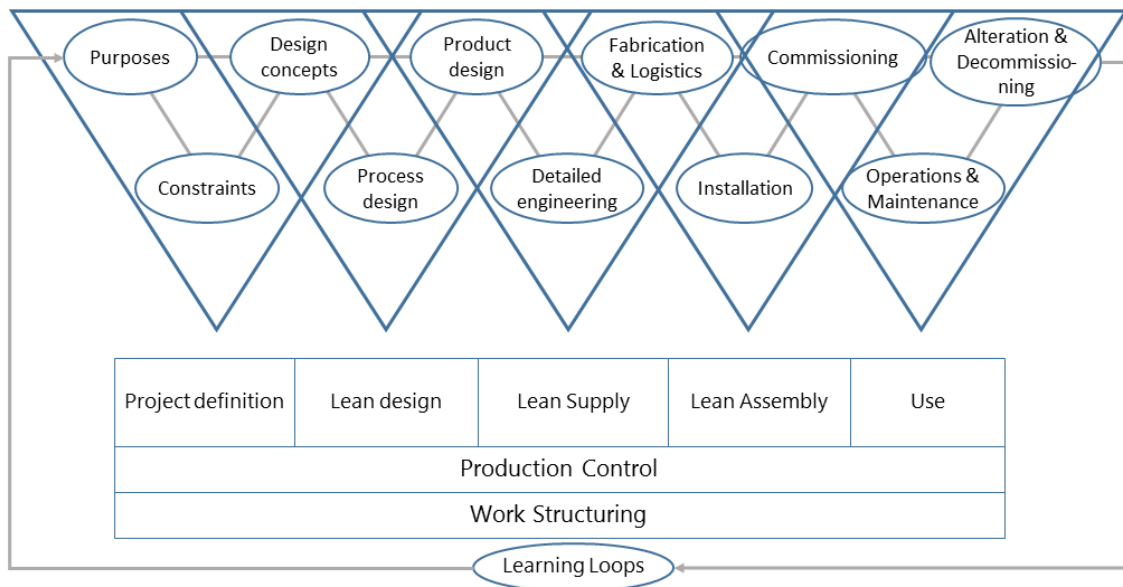 Purposes
Design
concepts
Product
design
Fabrication
& Logistics
Commissioning
Alteration &
Decommissio-
ning
Constraints
Process
design
Detailed
engineering
Installation
Operations &
Maintenance
Project definition
Lean design
Lean Supply
Lean Assembly
Use
Production Control
Work Structuring
Learning Loops